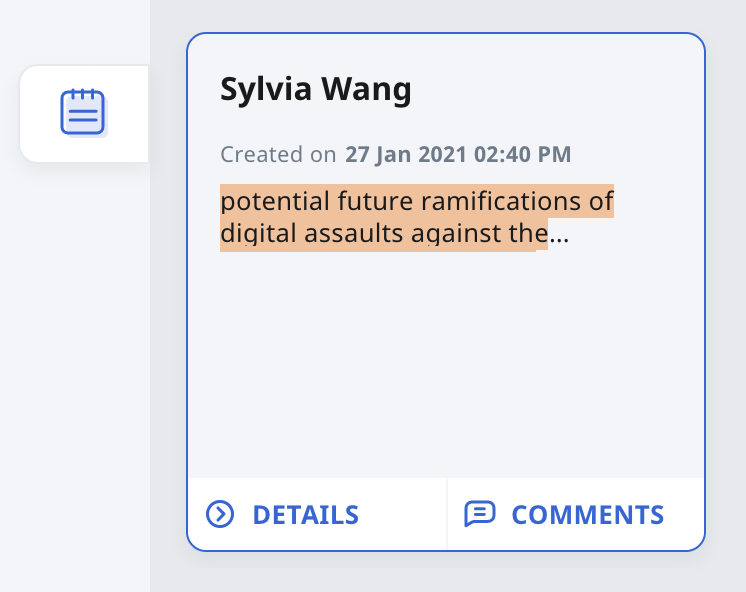 Sylvia Wang
Created on 27 Jan 2021 02:40 PM
potential future ramifications of
digital assaults against the...
DETAILS
COMMENTS